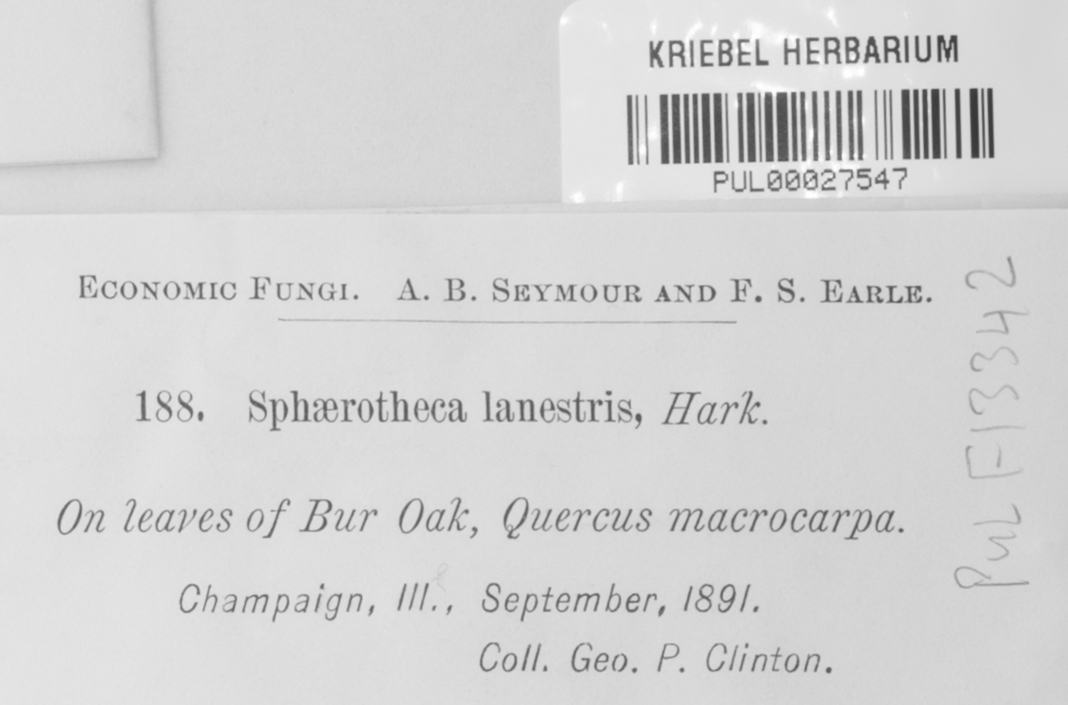 KRIEBEL HERBARIUM
PUL00027547
ECONOMIC FUNGI. A. B. SEYMOUR AND F. S. EARLE.
188. Sphærotheca lanestris, Hark.
On leaves of Bur Oak, Quercus macrocarpa.
Champaign, Ill., September, 1891.
Coll. Geo. P. Clinton.
PUL F13342